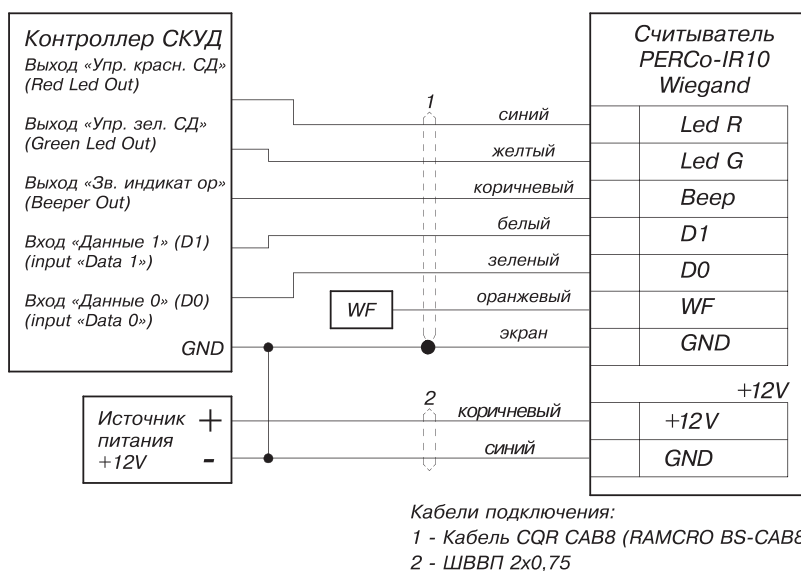 Контроллер СКУД
Выход «Упр. красн. СД»
(Red Led Out)
Выход «Упр. зел. СД»
(Green Led Out)
Выход «Зв. индикат ор»
(Beeper Out)
Вход «Данные 1» (D1)
(input «Data 1»)
Вход «Данные 0» (D0)
(input «Data 0»)
GND
Источник
питания
+12V
+
-
WF
1
синий
желтый
коричневый
белый
зеленый
оранжевый
экран
2
коричневый
синий
Считыватель
PERCo-IR10
Wiegand
Led R
Led G
Beep
D1
D0
WF
GND
+12V
+12V
GND
Кабели подключения:
1 - Кабель CQR CAB8 (RAMCRO BS-CAB8
2 - ШВВП 2x0,75